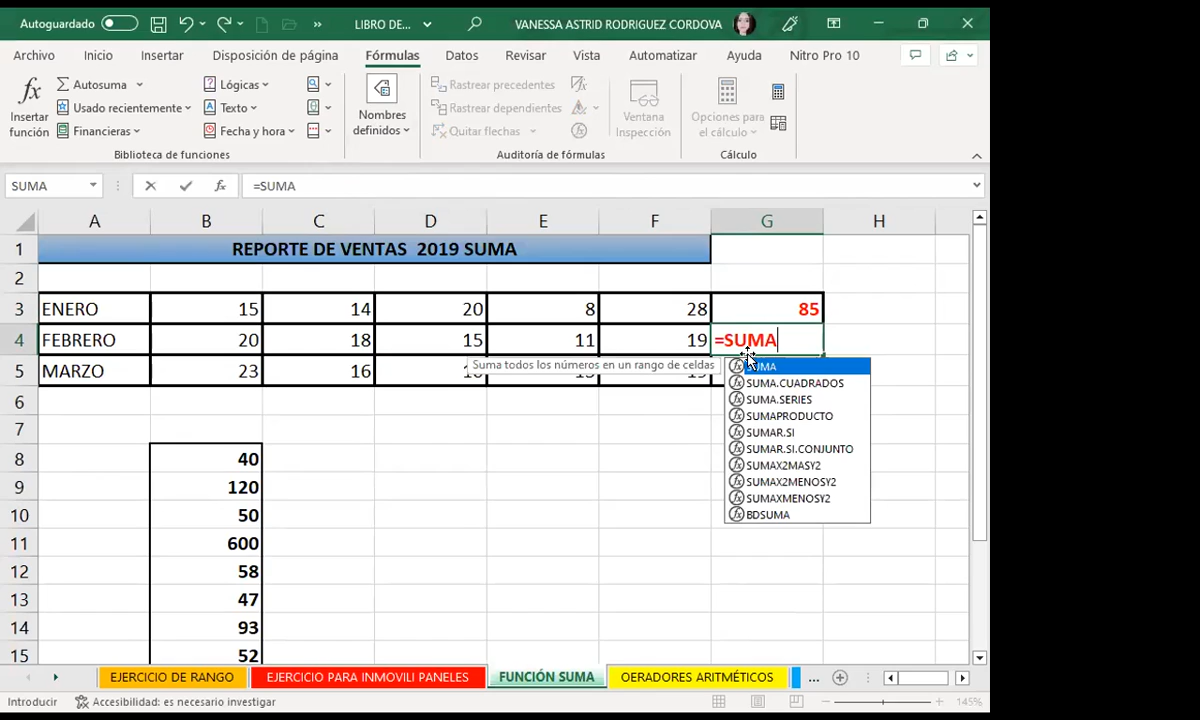 Autoguardado
LIBRO DE...
VANESSA ASTRID RODRIGUEZ CORDOVA
Archivo Inicio Insertar Disposición de página Fórmulas Datos Revisar Vista Automatizar Ayuda Nitro Pro 10
Insertar función
Autosuma
Usado recientemente
Financieras
Lógicas
Texto
Fecha y hora
Biblioteca de funciones
Nombres definidos
Rastrear precedentes
Rastrear dependientes
Quitar flechas
Ventana Inspección
Auditoría de fórmulas
Opciones para el cálculo
Cálculo
SUMA fx =SUMA
A B C D E F G H
1 REPORTE DE VENTAS 2019 SUMA
2
3 ENERO 15 14 20 8 28 85
4 FEBRERO 20 18 15 11 19 =SUMA
Suma todos los números en un rango de celdas
5 MARZO 23 16
SUMA
SUMA.CUADRADOS
SUMA.SERIES
SUMAPRODUCTO
SUMAR.SI
SUMAR.SI.CONJUNTO
SUMAX2MASY2
SUMAX2MENOSY2
SUMAXMENOSY2
BDSUMA
6
7
8 40
9 120
10 50
11 600
12 58
13 47
14 93
15 52
EJERCICIO DE RANGO EJERCICIO PARA INMOVILI PANELES FUNCIÓN SUMA OERADORES ARITMÉTICOS ...
Introducir Accesibilidad: es necesario investigar 145%